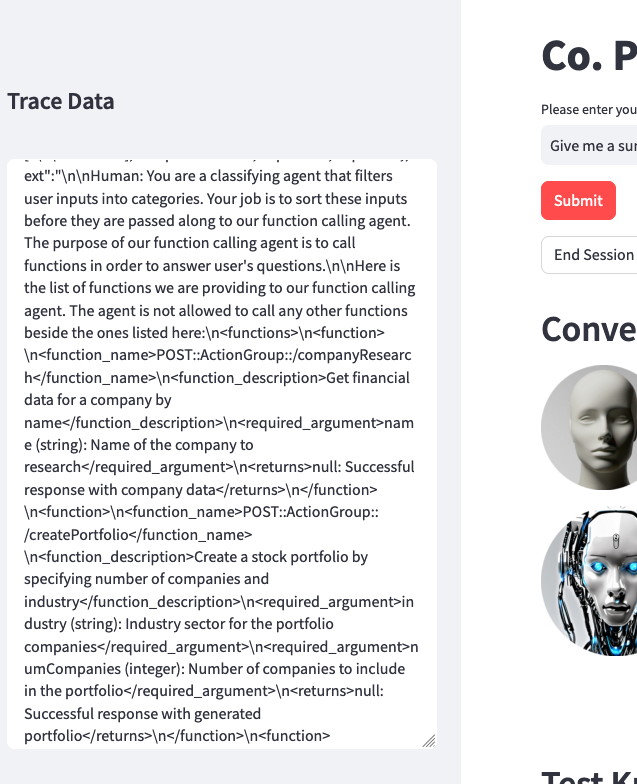 Trace Data
ext":"\n\nHuman: You are a classifying agent that filters
user inputs into categories. Your job is to sort these inputs
before they are passed along to our function calling agent.
The purpose of our function calling agent is to call
functions in order to answer user's questions.\n\nHere is
the list of functions we are providing to our function calling
agent. The agent is not allowed to call any other functions
beside the ones listed here:\n<functions>\n<function>
\n<function_name>POST::ActionGroup::/companyResearc
h</function_name>\n<function_description>Get financial
data for a company by
name</function_description>\n<required_argument>nam
e (string): Name of the company to
research</required_argument>\n<returns>null: Successful
response with company data</returns>\n</function>
\n<function>\n<function_name>POST::ActionGroup::
/createPortfolio</function_name>
\n<function_description>Create a stock portfolio by
specifying number of companies and
industry</function_description>\n<required_argument>in
dustry (string): Industry sector for the portfolio
companies</required_argument>\n<required_argument>n
umCompanies (integer): Number of companies to include
in the portfolio</required_argument>\n<returns>null:
Successful response with generated
portfolio</returns>\n</function>\n<function>
Co. P
Please enter you
Give me a sur
Submit
End Session
Conve